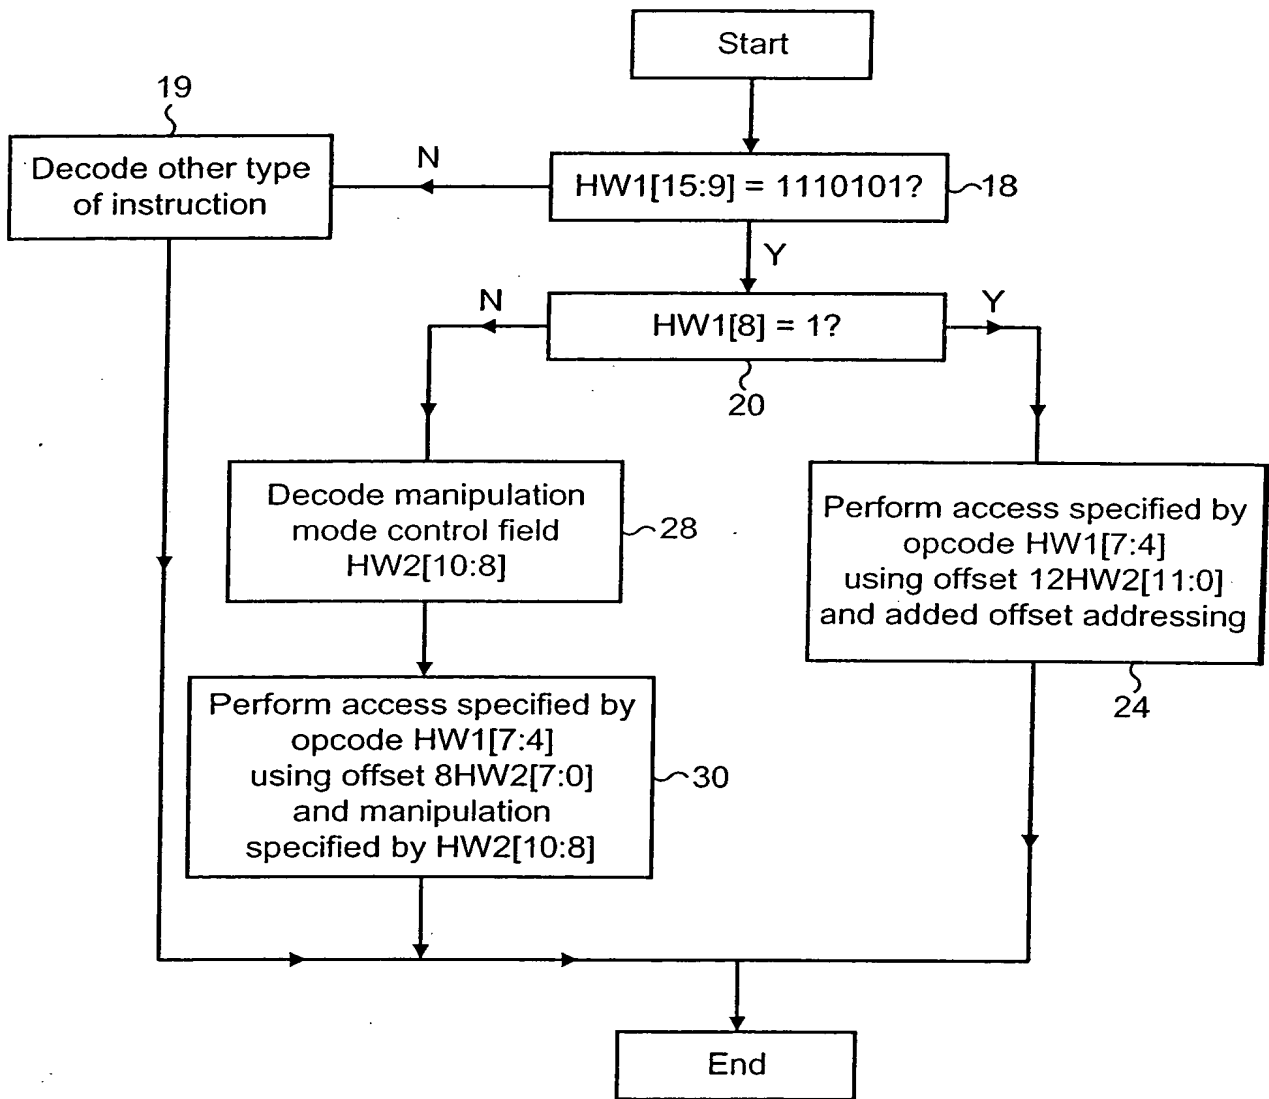 Start
19
Decode other type
of instruction
N
HW1[15:9] = 1110101?
18
Y
N
HW1[8] = 1?
Y
20
Decode manipulation
mode control field
HW2[10:8]
28
Perform access specified by
opcode HW1[7:4]
using offset 12HW2[11:0]
and added offset addressing
24
Perform access specified by
opcode HW1[7:4]
using offset 8HW2[7:0]
and manipulation
specified by HW2[10:8]
30
End